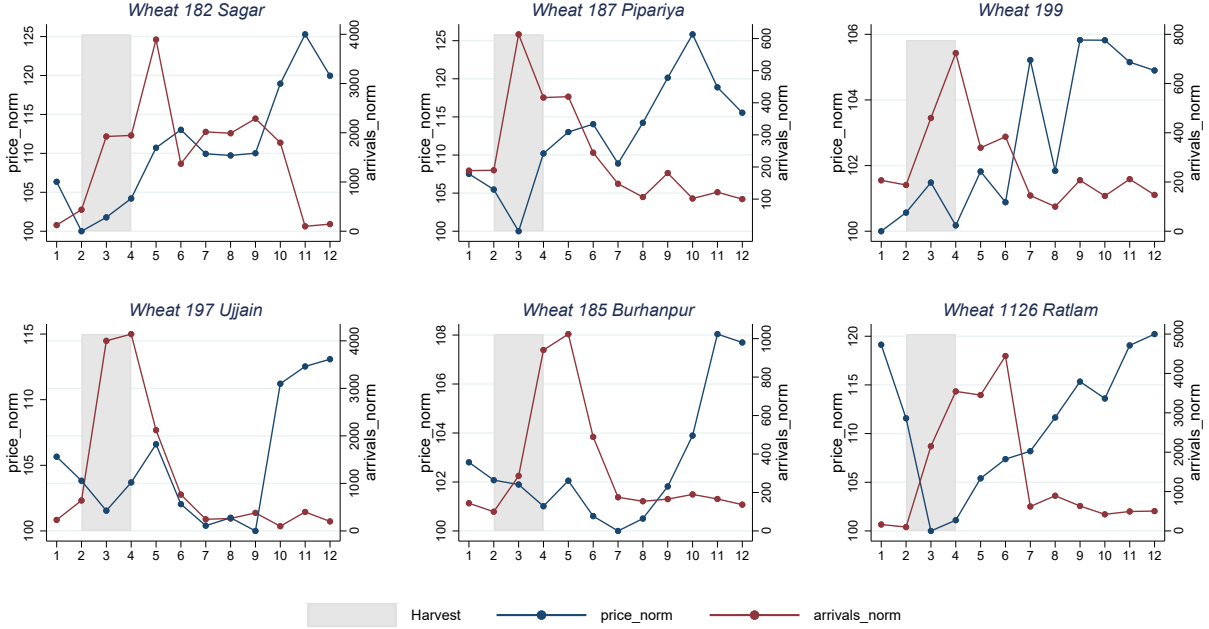 Wheat 182 Sagar
price_norm
100 105 110 115 120 125
arrivals_norm
0 1000 2000 3000 4000
1 2 3 4 5 6 7 8 9 10 11 12
Wheat 187 Pipariya
price_norm
100 105 110 115 120 125
arrivals_norm
100 200 300 400 500 600
1 2 3 4 5 6 7 8 9 10 11 12
Wheat 199
price_norm
100 102 104 106
arrivals_norm
0 200 400 600 800
1 2 3 4 5 6 7 8 9 10 11 12
Wheat 197 Ujjain
price_norm
100 105 110 115
arrivals_norm
0 1000 2000 3000 4000
1 2 3 4 5 6 7 8 9 10 11 12
Wheat 185 Burhanpur
price_norm
100 102 104 106 108
arrivals_norm
0 200 400 600 800 1000
1 2 3 4 5 6 7 8 9 10 11 12
Wheat 1126 Ratlam
price_norm
100 105 110 115 120
arrivals_norm
0 1000 2000 3000 4000 5000
1 2 3 4 5 6 7 8 9 10 11 12
Harvest price_norm arrivals_norm